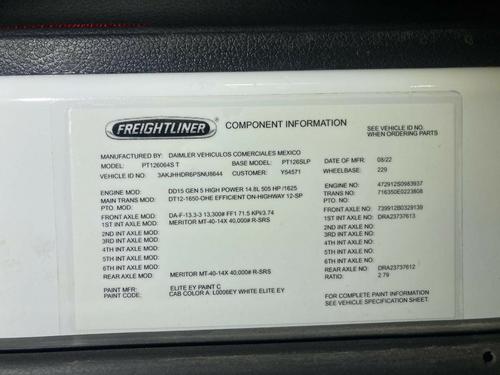 FREIGHTLINER COMPONENT INFORMATION
SEE VEHICLE ID NO.
WHEN ORDERING PARTS
MANUFACTURED BY: DAIMLER VEHICULOS COMERCIALES MEXICO
MODEL: PT126064S T BASE MODEL: PT126SLP DATE OF MFR: 08/22
VEHICLE ID NO: 3AKJHHDR6PSNU8644 CUSTOMER: Y54571 WHEELBASE: 229
ENGINE MOD: DD15 GEN 5 HIGH POWER 14.8L 505 HP /1625 ENGINE NO: 472912S0983937
MAIN TRANS MOD: DT12-1650-OHE EFFICIENT ON-HIGHWAY 12-SP TRANS NO: 716350E0223808
FRONT AXLE MOD: DA-F-13.3-3 13,300# FF1 71.5 KPI/3.74 FRONT AXLE NO: 739912B0329139
1ST INT AXLE MOD: MERITOR MT-40-14X 40,000# R-SRS 1ST INT AXLE NO: DRA23737613
2ND INT AXLE MOD: 2ND INT AXLE NO:
3RD INT AXLE MOD: 3RD INT AXLE NO:
4TH INT AXLE MOD: 4TH INT AXLE NO:
5TH INT AXLE MOD: 5TH INT AXLE NO:
6TH INT AXLE MOD: 6TH INT AXLE NO:
REAR AXLE MOD: MERITOR MT-40-14X 40,000# R-SRS REAR AXLE NO: DRA23737612
RATIO: 2.79
PAINT MFR: ELITE EY PAINT C
PAINT CODE: CAB COLOR A: L0006EY WHITE ELITE EY
FOR COMPLETE PAINT INFORMATION
SEE VEHICLE SPECIFICATION SHEET.